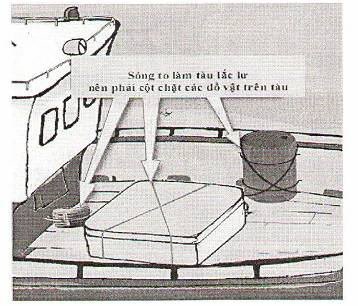 Sóng to làm tàu lắc lư
nên phải cột chặt các đồ vật trên tàu